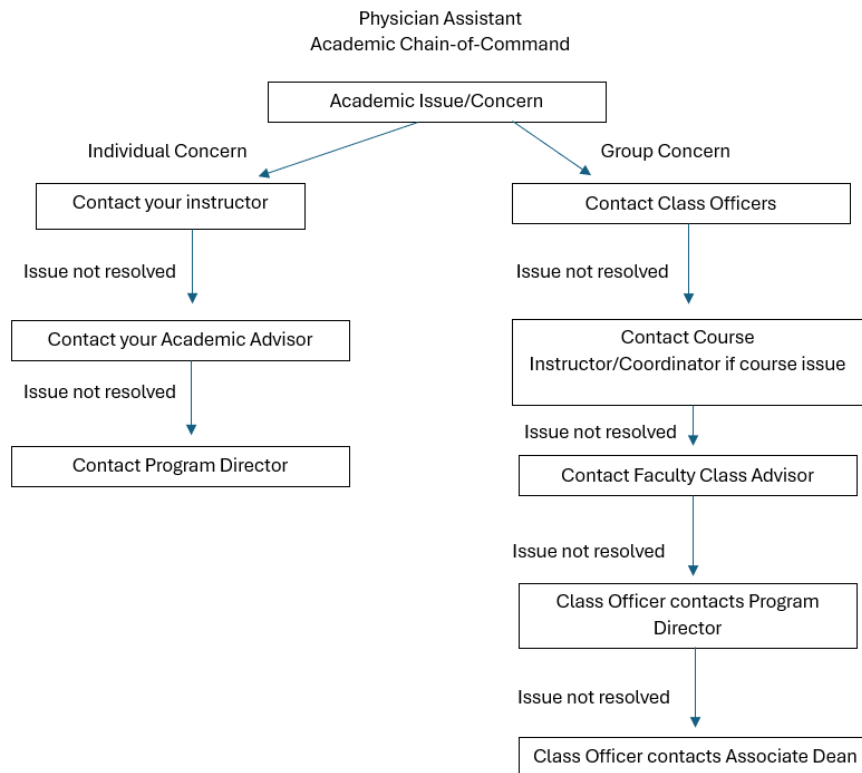 Physician Assistant
Academic Chain-of-Command
Academic Issue/Concern
Individual Concern
Group Concern
Contact your instructor
Contact Class Officers
Issue not resolved
Issue not resolved
Contact your Academic Advisor
Contact Course
Instructor/Coordinator if course issue
Issue not resolved
Issue not resolved
Contact Program Director
Contact Faculty Class Advisor
Issue not resolved
Class Officer contacts Program
Director
Issue not resolved
Class Officer contacts Associate Dean